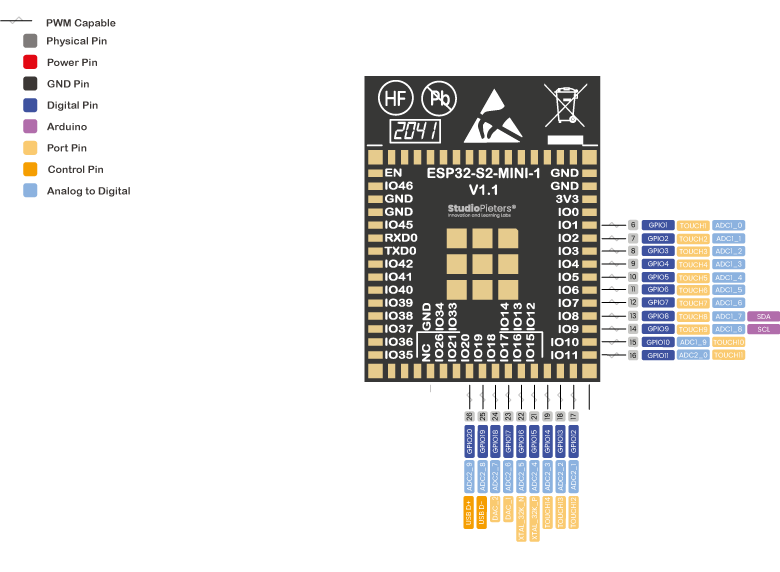 PWM Capable
Physical Pin
Power Pin
GND Pin
Digital Pin
Arduino
Port Pin
Control Pin
Analog to Digital
HF
Pb
2041
ESP32-S2-MINI-1
V1.1
StudioPieters®
Innovation and Learning Labs
EN
IO46
GND
GND
IO45
RXD0
TXD0
IO42
IO41
IO40
IO39
IO38
IO37
IO36
IO35
GND
GND
3V3
IO0
IO1
IO2
IO3
IO4
IO5
IO6
IO7
IO8
IO9
IO10
IO11
GND
IO34
IO33
IO14
IO13
IO12
NC
IO26
IO21
IO20
IO19
IO18
IO17
IO16
IO15
6 GPIO1 TOUCH1 ADC1_0
7 GPIO2 TOUCH2 ADC1_1
8 GPIO3 TOUCH3 ADC1_2
9 GPIO4 TOUCH4 ADC1_3
10 GPIO5 TOUCH5 ADC1_4
11 GPIO6 TOUCH6 ADC1_5
12 GPIO7 TOUCH7 ADC1_6
13 GPIO8 TOUCH8 ADC1_7 SDA
14 GPIO9 TOUCH9 ADC1_8 SCL
15 GPIO10 ADC1_9 TOUCH10
16 GPIO11 ADC2_0 TOUCH11
26 GPIO20 ADC2_9 USB D+
25 GPIO19 ADC2_8 USB D-
24 GPIO18 ADC2_7 DAC_2
23 GPIO17 ADC2_6 DAC_1
22 GPIO16 ADC2_5 XTAL_32K_N
21 GPIO15 ADC2_4 XTAL_32K_P
19 GPIO14 ADC2_3 TOUCH14
18 GPIO13 ADC2_2 TOUCH13
17 GPIO12 ADC2_1 TOUCH12